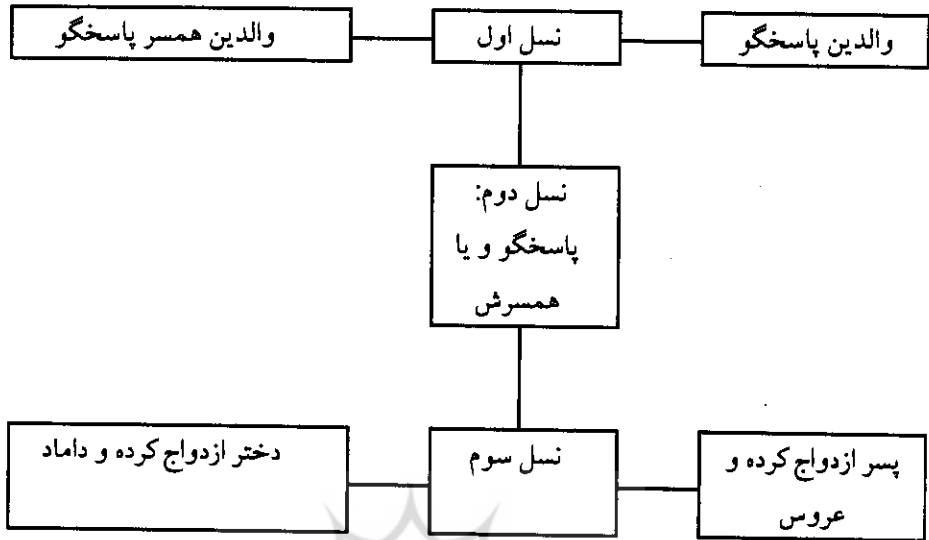 والدین پاسخگو
نسل اول
والدین همسر پاسخگو
نسل دوم:
پاسخگو و یا
همسرش
پسر ازدواج کرده و
عروس
نسل سوم
دختر ازدواج کرده و داماد